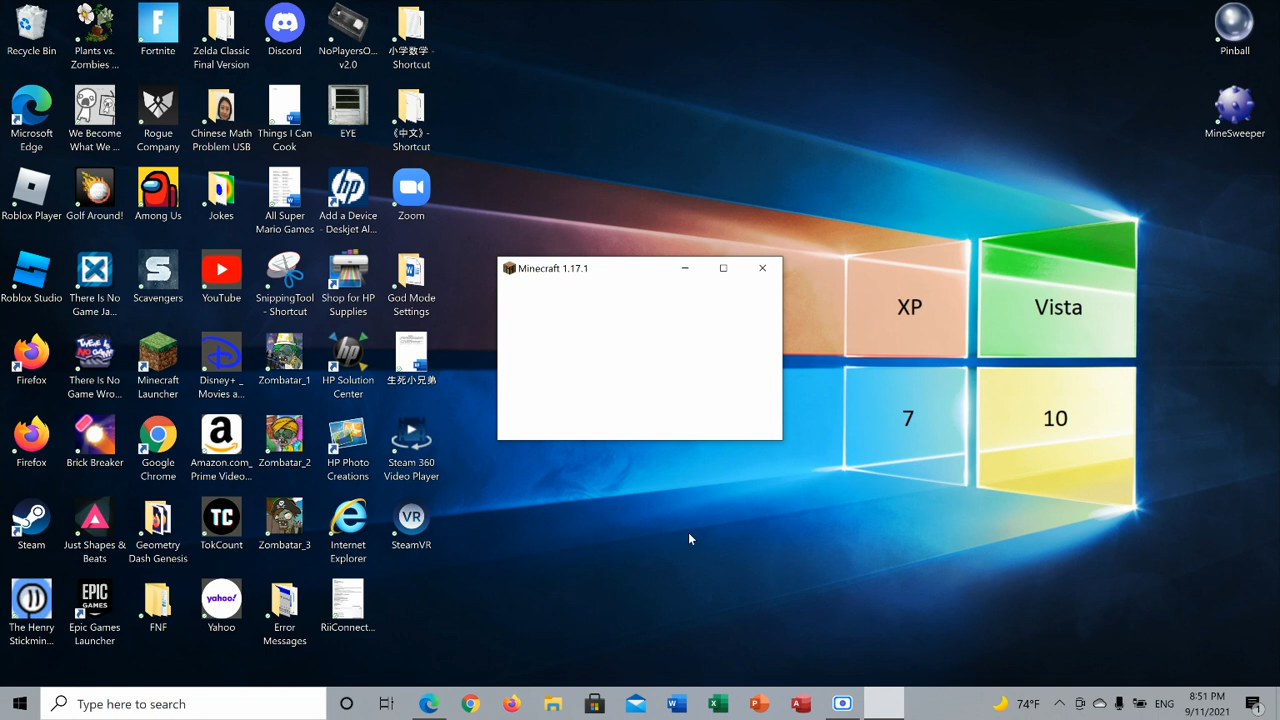 Recycle Bin
Plants vs.
Zombies ...
Fortnite
Zelda Classic
Final Version
Discord
NoPlayersO...
v2.0
小学数学 -
Shortcut
Pinball
Microsoft
Edge
We Become
What We ...
Rogue
Company
Chinese Math
Problem USB
Things I Can
Cook
EYE
《中文》 -
Shortcut
MineSweeper
Roblox Player
Golf Around!
Among Us
Jokes
All Super
Mario Games
hp
Add a Device
- Deskjet Al...
Zoom
Roblox Studio
There Is No
Game Ja...
Scavengers
YouTube
SnippingTool
- Shortcut
Shop for HP
Supplies
God Mode
Settings
Minecraft 1.17.1
XP
Vista
Firefox
There Is No
Game Wro...
Minecraft
Launcher
Disney+ _
Movies a...
Zombatar_1
hp
HP Solution
Center
生死小兄弟
7
10
Firefox
Brick Breaker
Google
Chrome
Amazon.com_
Prime Video...
Zombatar_2
HP Photo
Creations
Steam 360
Video Player
Steam
Just Shapes &
Beats
Geometry
Dash Genesis
TC
TokCount
Zombatar_3
Internet
Explorer
VR
SteamVR
The Henry
Stickmin...
EPIC
GAMES
Epic Games
Launcher
FNF
yahoo!
Yahoo
Error
Messages
RiiConnect...
Type here to search
74°F
ENG
8:51 PM
9/11/2021
1